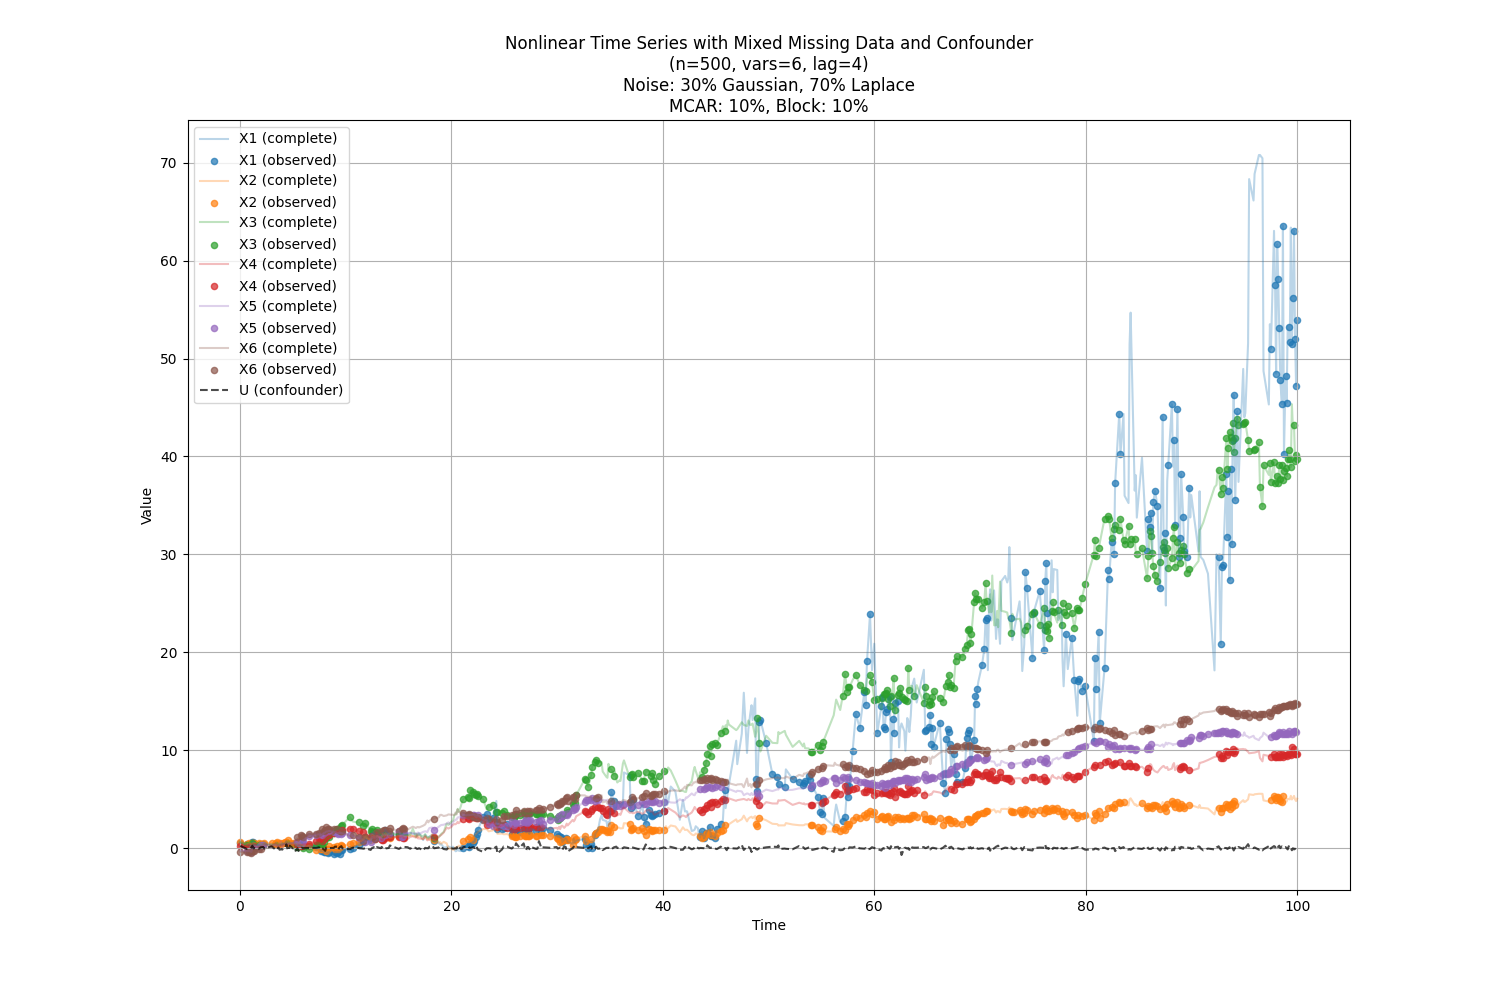 Nonlinear Time Series with Mixed Missing Data and Confounder
(n=500, vars=6, lag=4)
Noise: 30% Gaussian, 70% Laplace
MCAR: 10%, Block: 10%
X1 (complete)
X1 (observed)
X2 (complete)
X2 (observed)
X3 (complete)
X3 (observed)
X4 (complete)
X4 (observed)
X5 (complete)
X5 (observed)
X6 (complete)
X6 (observed)
U (confounder)
Value
70
60
50
40
30
20
10
0
0 20 40 60 80 100
Time